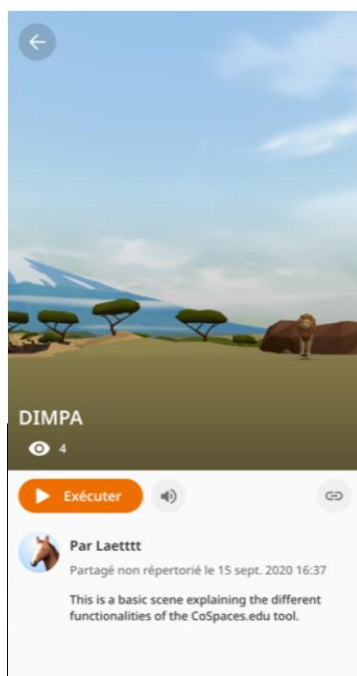 DIMPA
4
Exécuter
Par Laetttt
Partagé non répertorié le 15 sept. 2020 16:37
This is a basic scene explaining the different
functionalities of the CoSpaces.edu tool.